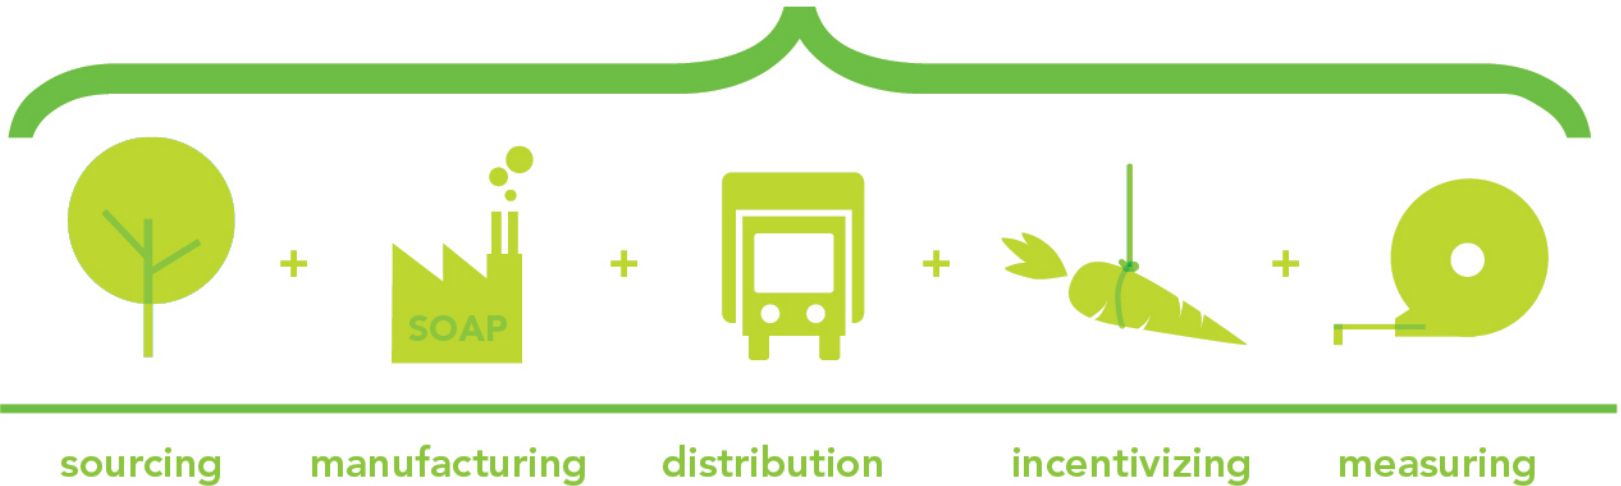 + + + +
SOAP
sourcing manufacturing distribution incentivizing measuring